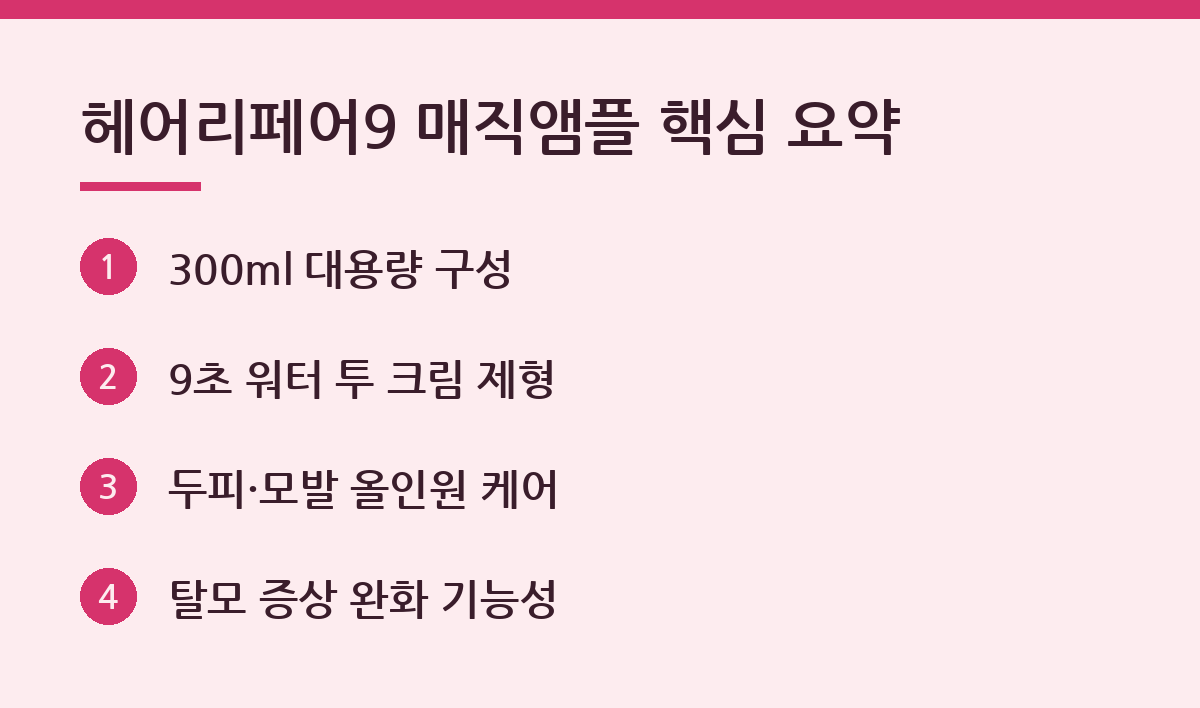 헤어리페어9 매직앰플 핵심 요약
1 300ml 대용량 구성
2 9초 워터 투 크림 제형
3 두피·모발 올인원 케어
4 탈모 증상 완화 기능성